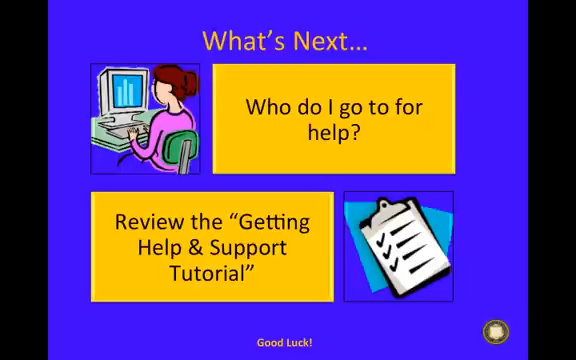 What's Next...
Who do I go to for
help?
Review the “Getting
Help & Support
Tutorial”
Good Luck!